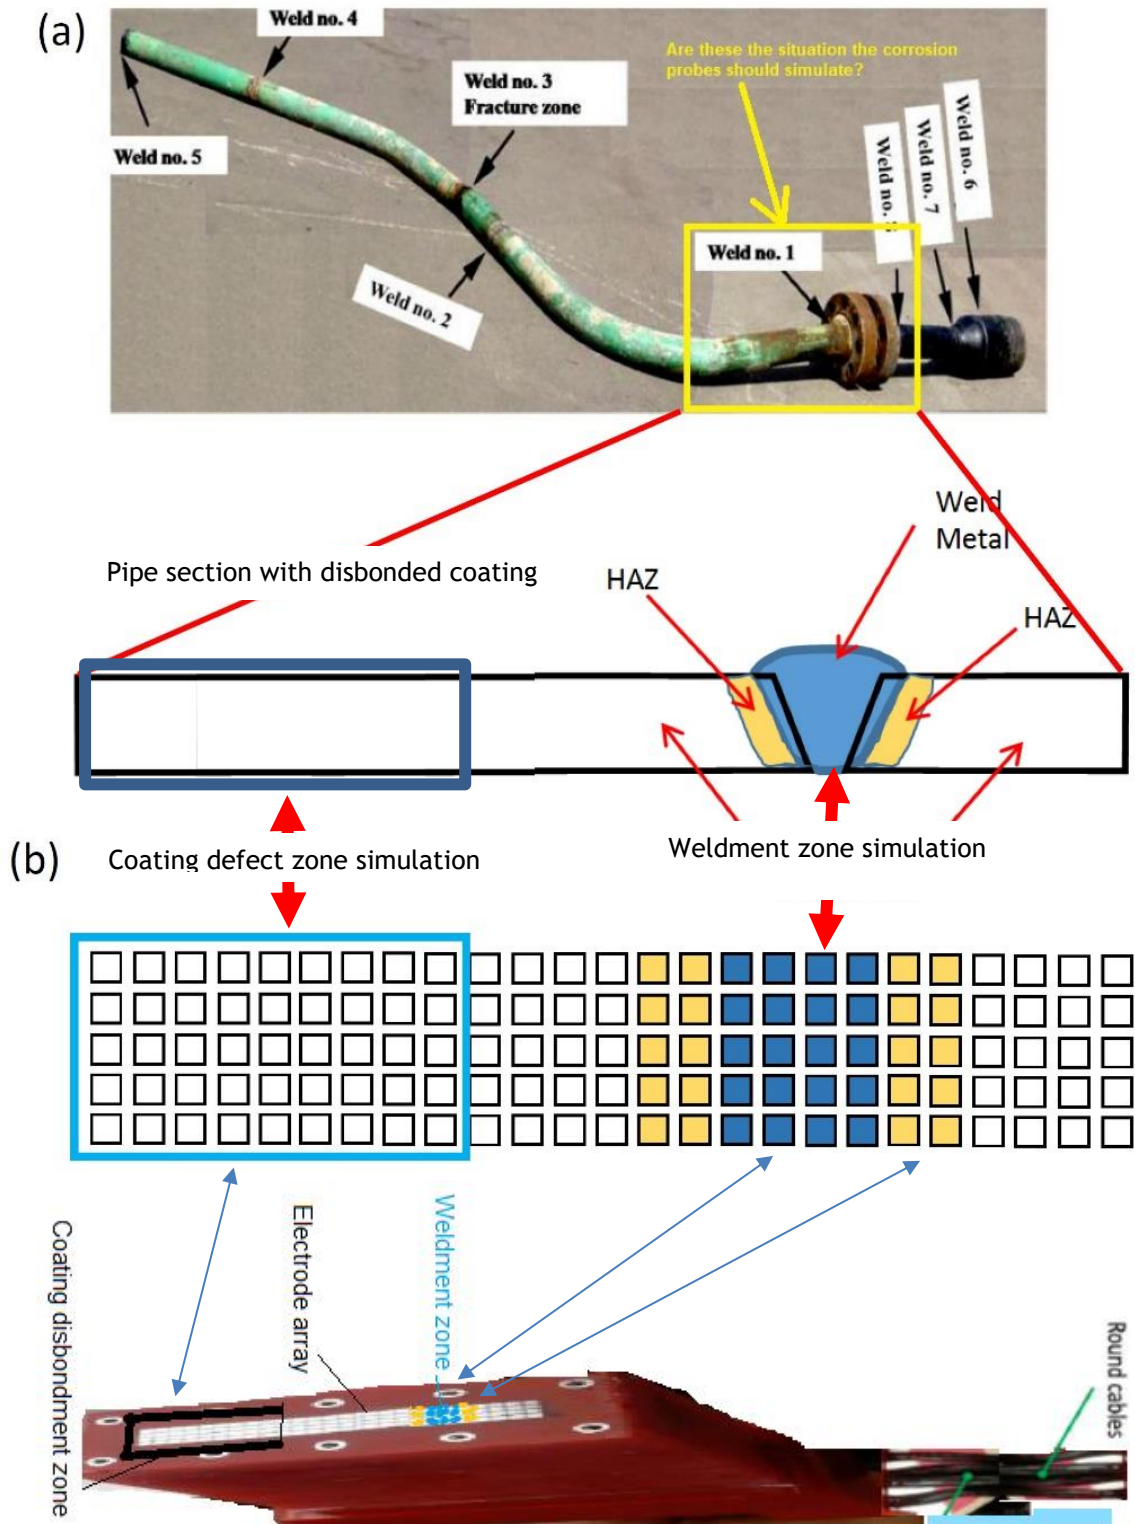 (a)
Weld no. 4
Are these the situation the corrosion
probes should simulate?
Weld no. 3
Fracture zone
Weld no. 5
Weld no. 2
Weld no. 1
Weld no.
Weld no. 7
Weld no. 6
Weld
Metal
Pipe section with disbonded coating
HAZ
HAZ
(b)
Coating defect zone simulation
Weldment zone simulation
Coating disbondment zone
Electrode array
Weldment zone
Round cables